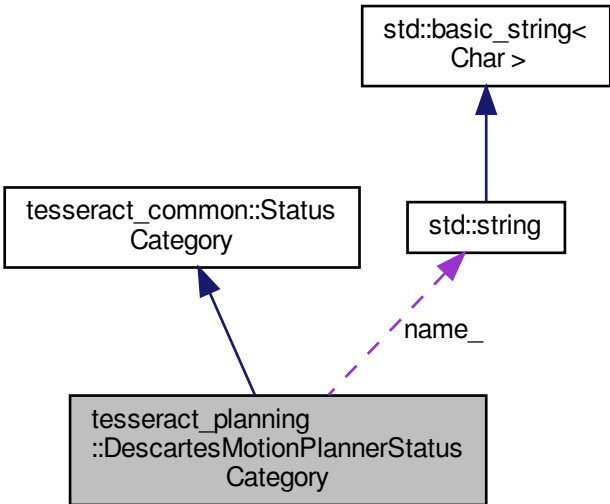 std::basic_string<
Char >
tesseract_common::Status
Category
std::string
name_
tesseract_planning
::DescartesMotionPlannerStatus
Category